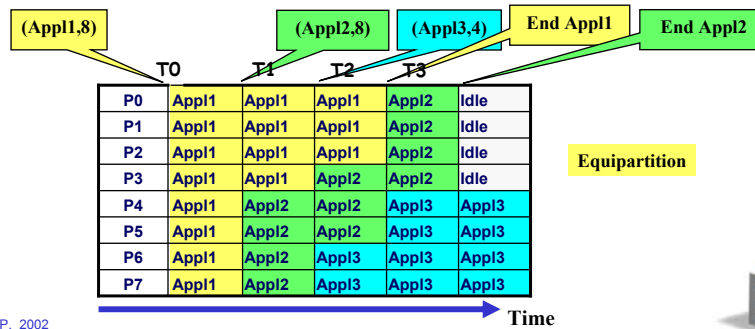 (Appl1,8) (Appl2,8) (Appl3,4) End Appl1 End Appl2
T0 T1 T2 T3
P0 Appl1 Appl1 Appl1 Appl2 Idle
P1 Appl1 Appl1 Appl1 Appl2 Idle
P2 Appl1 Appl1 Appl1 Appl2 Idle
P3 Appl1 Appl1 Appl2 Appl2 Idle
Equipartition
P4 Appl1 Appl2 Appl2 Appl3 Appl3
P5 Appl1 Appl2 Appl2 Appl3 Appl3
P6 Appl1 Appl2 Appl3 Appl3 Appl3
P7 Appl1 Appl2 Appl3 Appl3 Appl3
Time
P. 2002